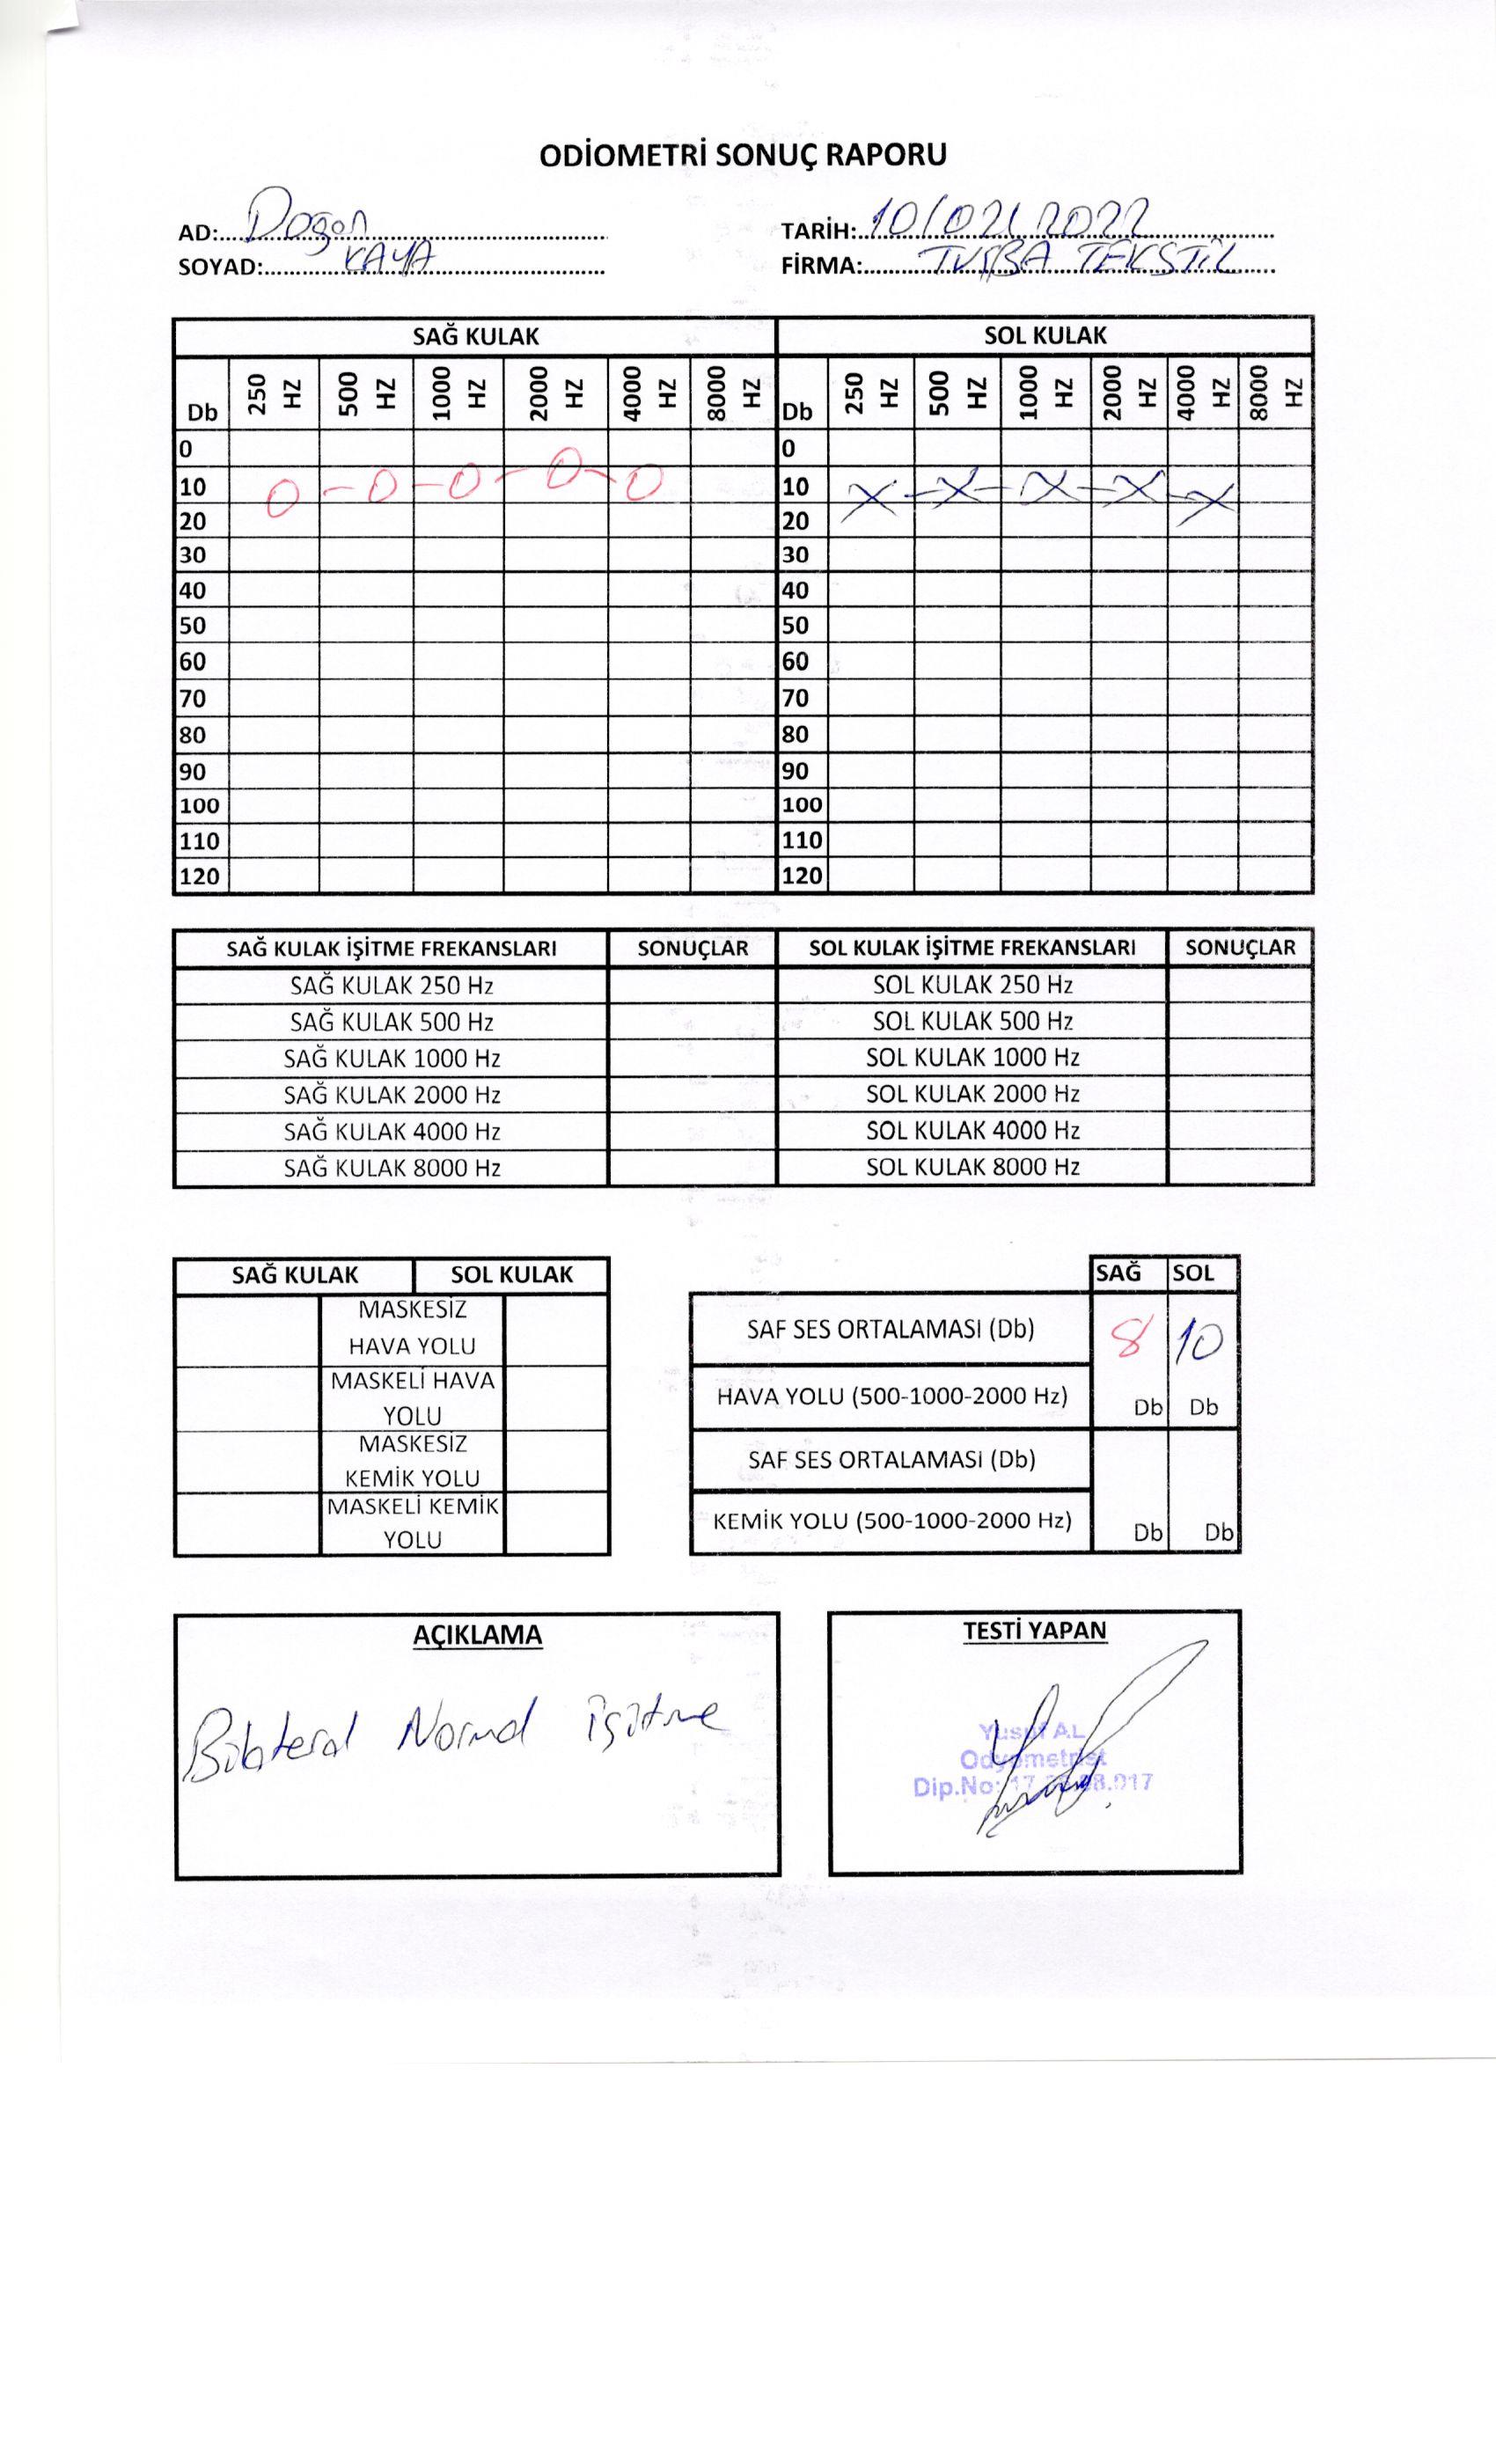 ODİOMETRİ SONUÇ RAPORU
AD: Dogan TARİH: 10/02/2022
SOYAD: KAYA FİRMA: TUĞBA TEKSTİL
SAĞ KULAK SOL KULAK
Db 250 HZ 500 HZ 1000 HZ 2000 HZ 4000 HZ 8000 HZ Db 250 HZ 500 HZ 1000 HZ 2000 HZ 4000 HZ 8000 HZ
0 0
10 O-O-O-O-O 10 X-X-X-X-X
20 20
30 30
40 40
50 50
60 60
70 70
80 80
90 90
100 100
110 110
120 120
SAĞ KULAK İŞİTME FREKANSLARI SONUÇLAR SOL KULAK İŞİTME FREKANSLARI SONUÇLAR
SAĞ KULAK 250 Hz SOL KULAK 250 Hz
SAĞ KULAK 500 Hz SOL KULAK 500 Hz
SAĞ KULAK 1000 Hz SOL KULAK 1000 Hz
SAĞ KULAK 2000 Hz SOL KULAK 2000 Hz
SAĞ KULAK 4000 Hz SOL KULAK 4000 Hz
SAĞ KULAK 8000 Hz SOL KULAK 8000 Hz
SAĞ KULAK SOL KULAK
MASKESİZ
HAVA YOLU
MASKELİ HAVA
YOLU
MASKESİZ
KEMİK YOLU
MASKELİ KEMİK
YOLU
SAĞ SOL
SAF SES ORTALAMASI (Db) 8 10
HAVA YOLU (500-1000-2000 Hz) Db Db
SAF SES ORTALAMASI (Db)
KEMİK YOLU (500-1000-2000 Hz) Db Db
AÇIKLAMA
Bilateral Normal işitme
TESTİ YAPAN
Yusuf AL
Odyometrist
Dip.No: